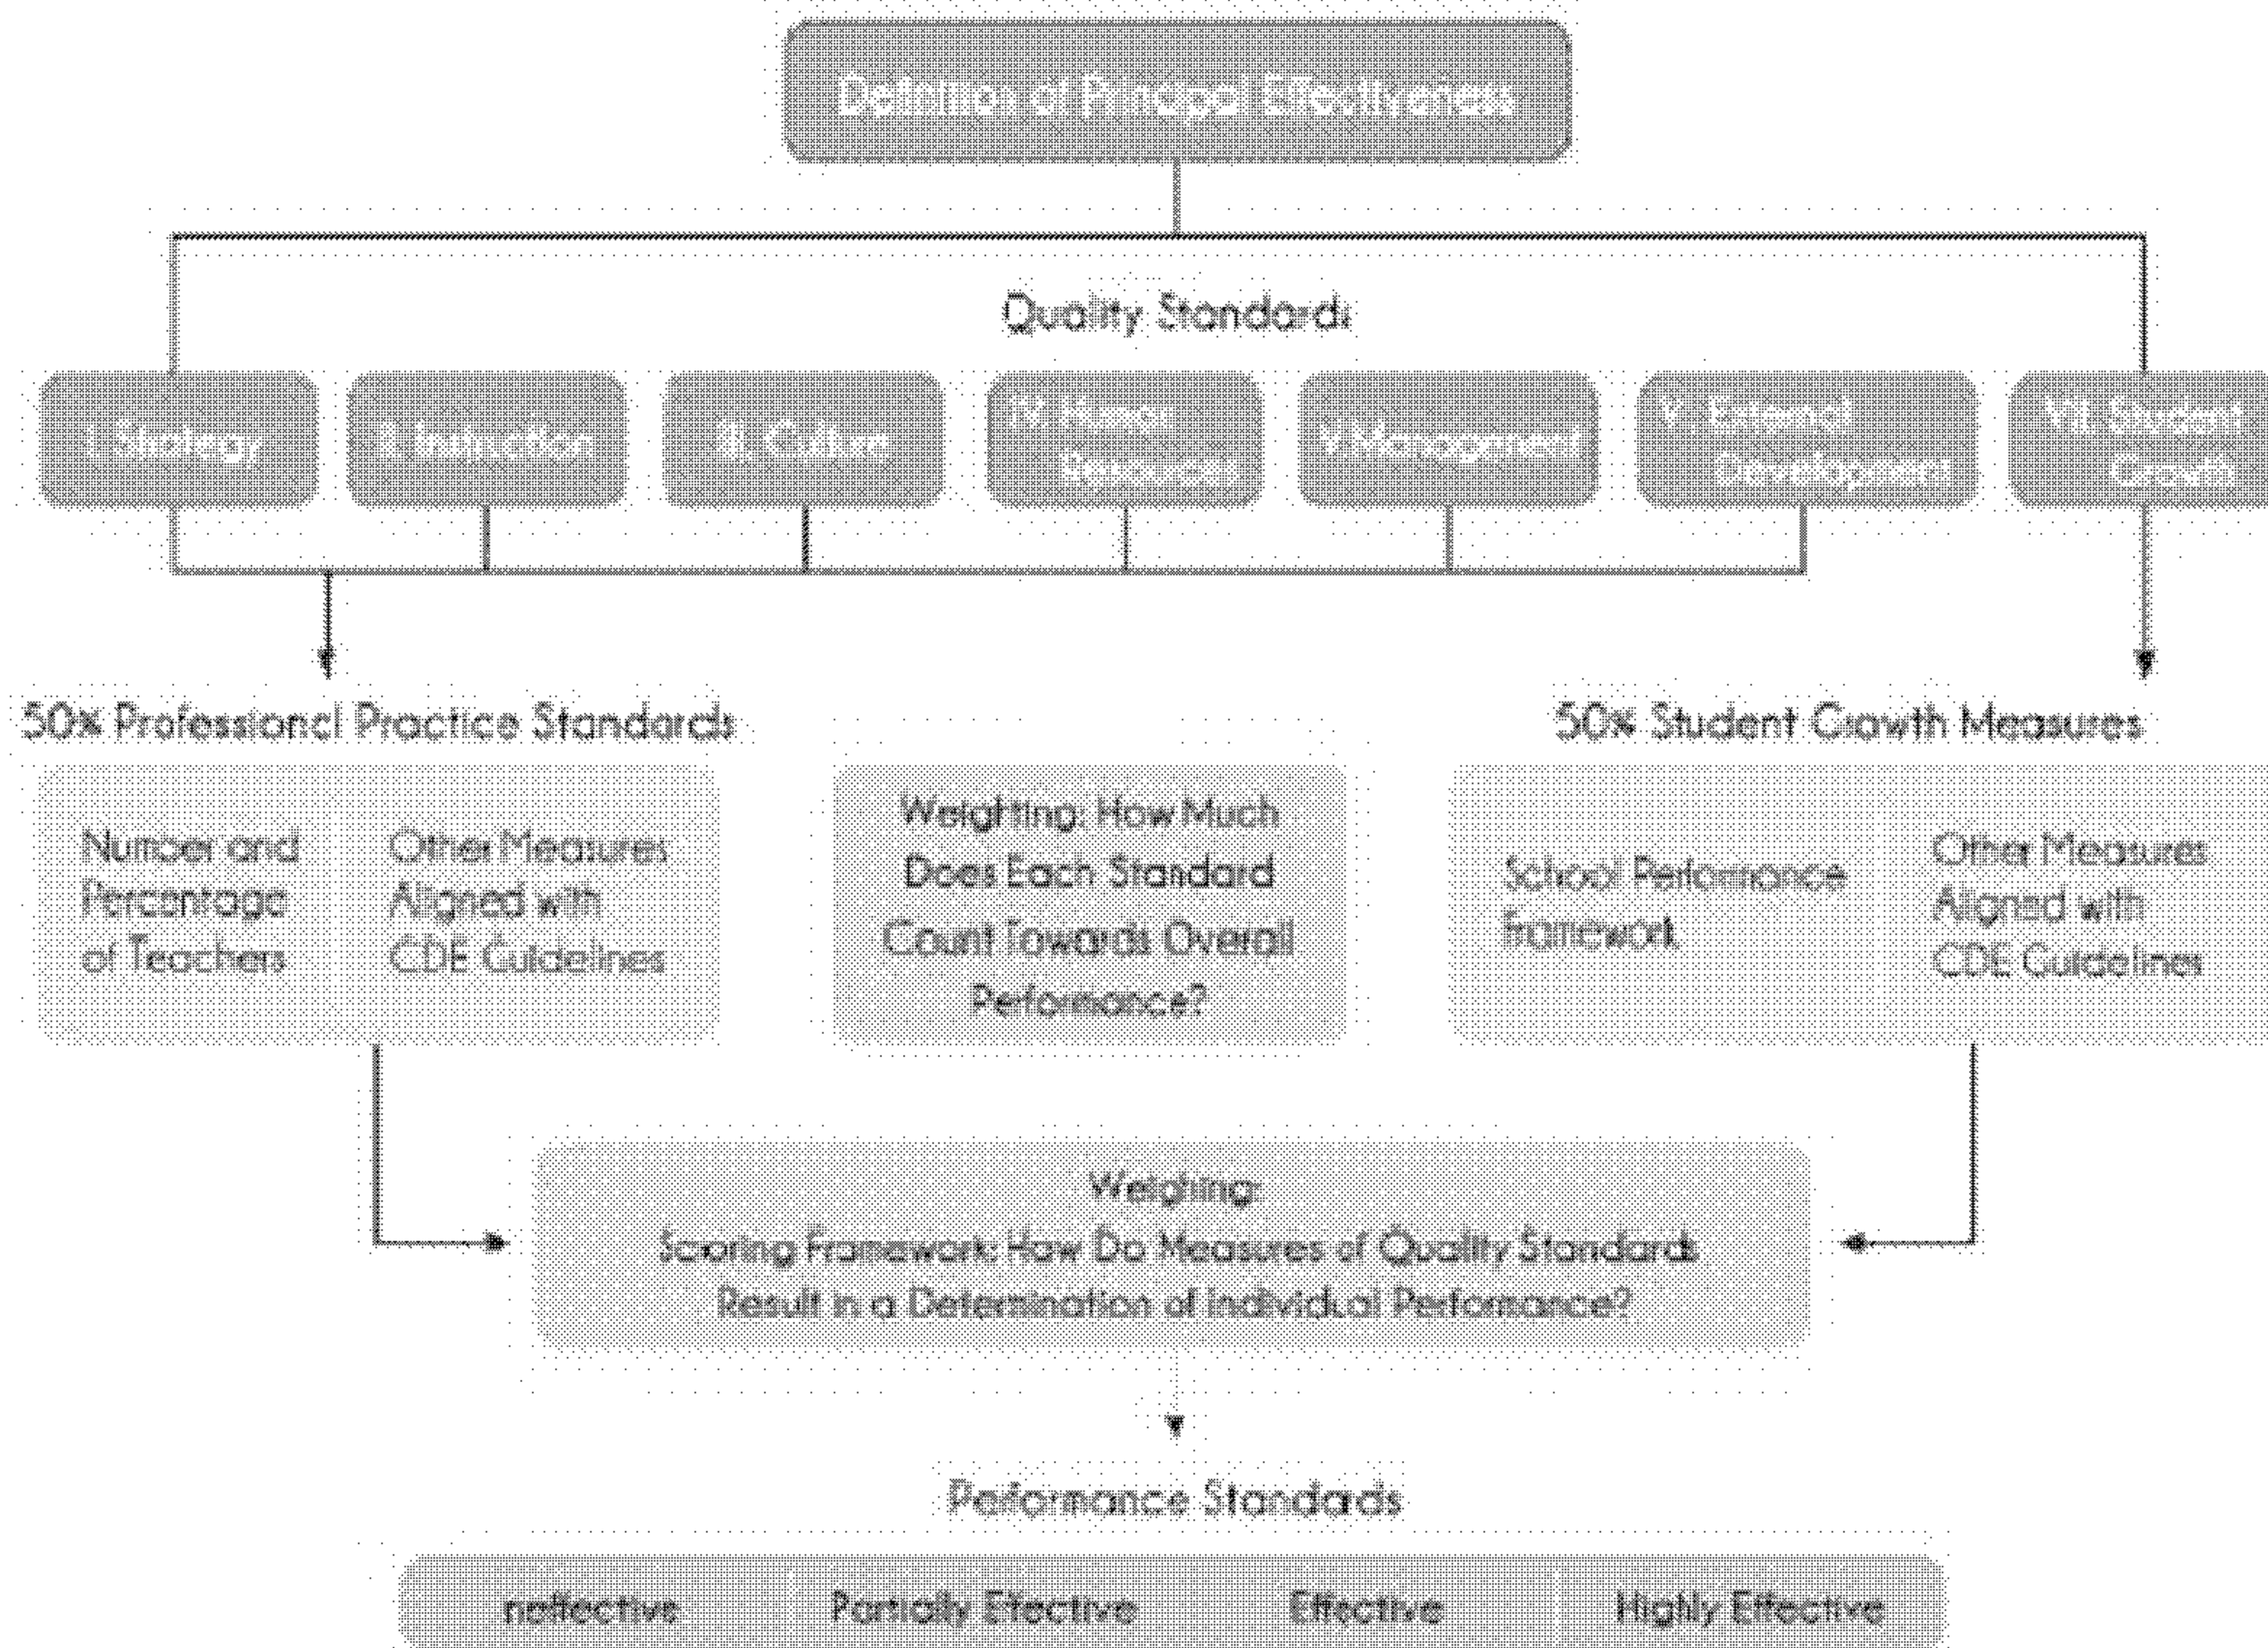 Definition of Principal Effectiveness
Quality Standards
I. Strategy
II. Instruction
III. Culture
IV. Human
Resources
V. Managment
External
Development
VII. Student
Growth
50% Professional Practice Standards
50% Student Growth Measures
Number and
Percentage
of Teachers
Other Measures
Aligned with
CDE Guidelines
Weighting: How Much
Does Each Standard
Count Towards Overall
Performance?
School Performance
Framework
Other Measures
Aligned with
CDE Guidelines
Weighing:
Scoring Framework: How Do Measures of Quality Standards
Result in a Determination of Individual Performance?
Performance Standards
neffective
Partially Effective
Effective
Highly Effective